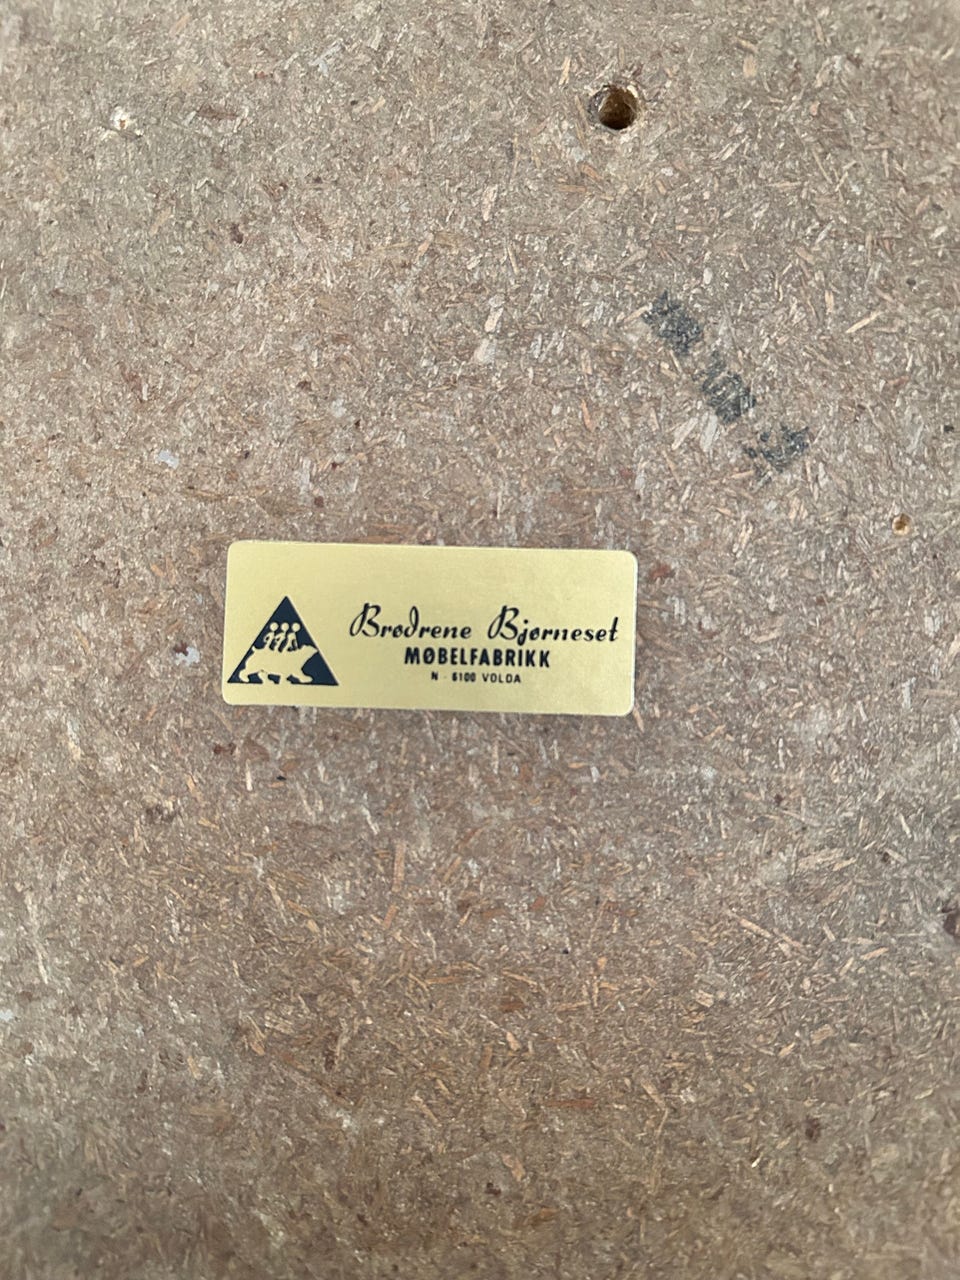 Brødrene Bjørneset
MØBELFABRIKK
N - 6100 VOLDA